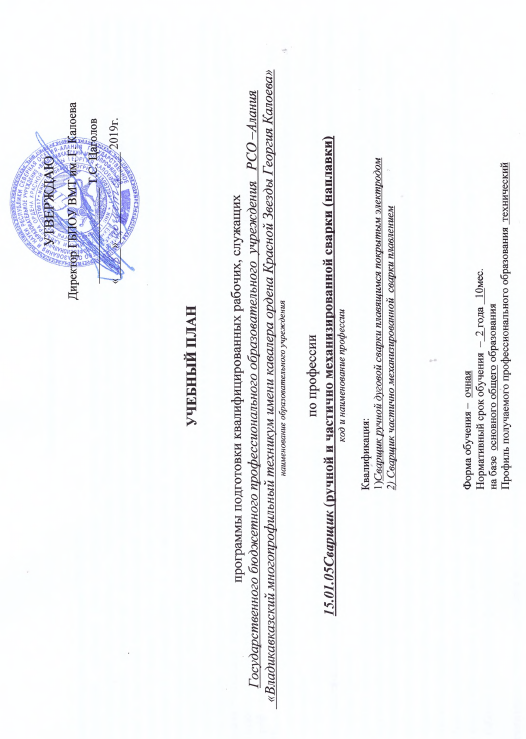 УТВЕРЖДАЮ
Директор ГБПОУ ВМТ им. Г. Калоева
Т.С. Цаголов
2019г.
УЧЕБНЫЙ ПЛАН
программы подготовки квалифицированных рабочих, служащих
Государственного бюджетного профессионального образовательного учреждения РСО –Алания
«Владикавказский многопрофильный техникум имени кавалера ордена Красной Звезды Георгия Калоева»
наименование образовательного учреждения
по профессии
15.01.05Сварщик (ручной и частично механизированной сварки (наплавки)
код и наименование профессии
Квалификация:
1)Сварщик ручной дуговой сварки плавящимся покрытым электродом
2) Сварщик частично механизированной сварки плавлением
Форма обучения – очная
Нормативный срок обучения – 2 года 10мес.
на базе основного общего образования
Профиль получаемого профессионального образования технический